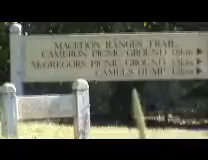 MACEDON RANGES TRAIL
CAMERON PICNIC GROUND
McGREGORS PICNIC GROUND
CAMELS HUMP